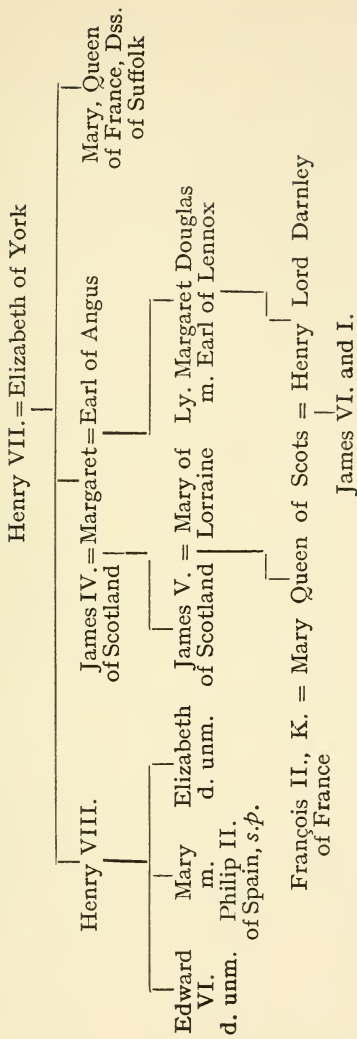 Henry VII.=Elizabeth of York
Henry VIII.
James IV.=Margaret=Earl of Angus
of Scotland
Mary, Queen
of France, Dss.
of Suffolk
Edward
VI.
d. unm.
Mary
m.
Philip II.
of Spain, s.p.
Elizabeth
d. unm.
James V. = Mary of
of Scotland Lorraine
Ly. Margaret Douglas
m. Earl of Lennox
François II., K. = Mary Queen of Scots = Henry Lord Darnley
of France
James VI. and I.